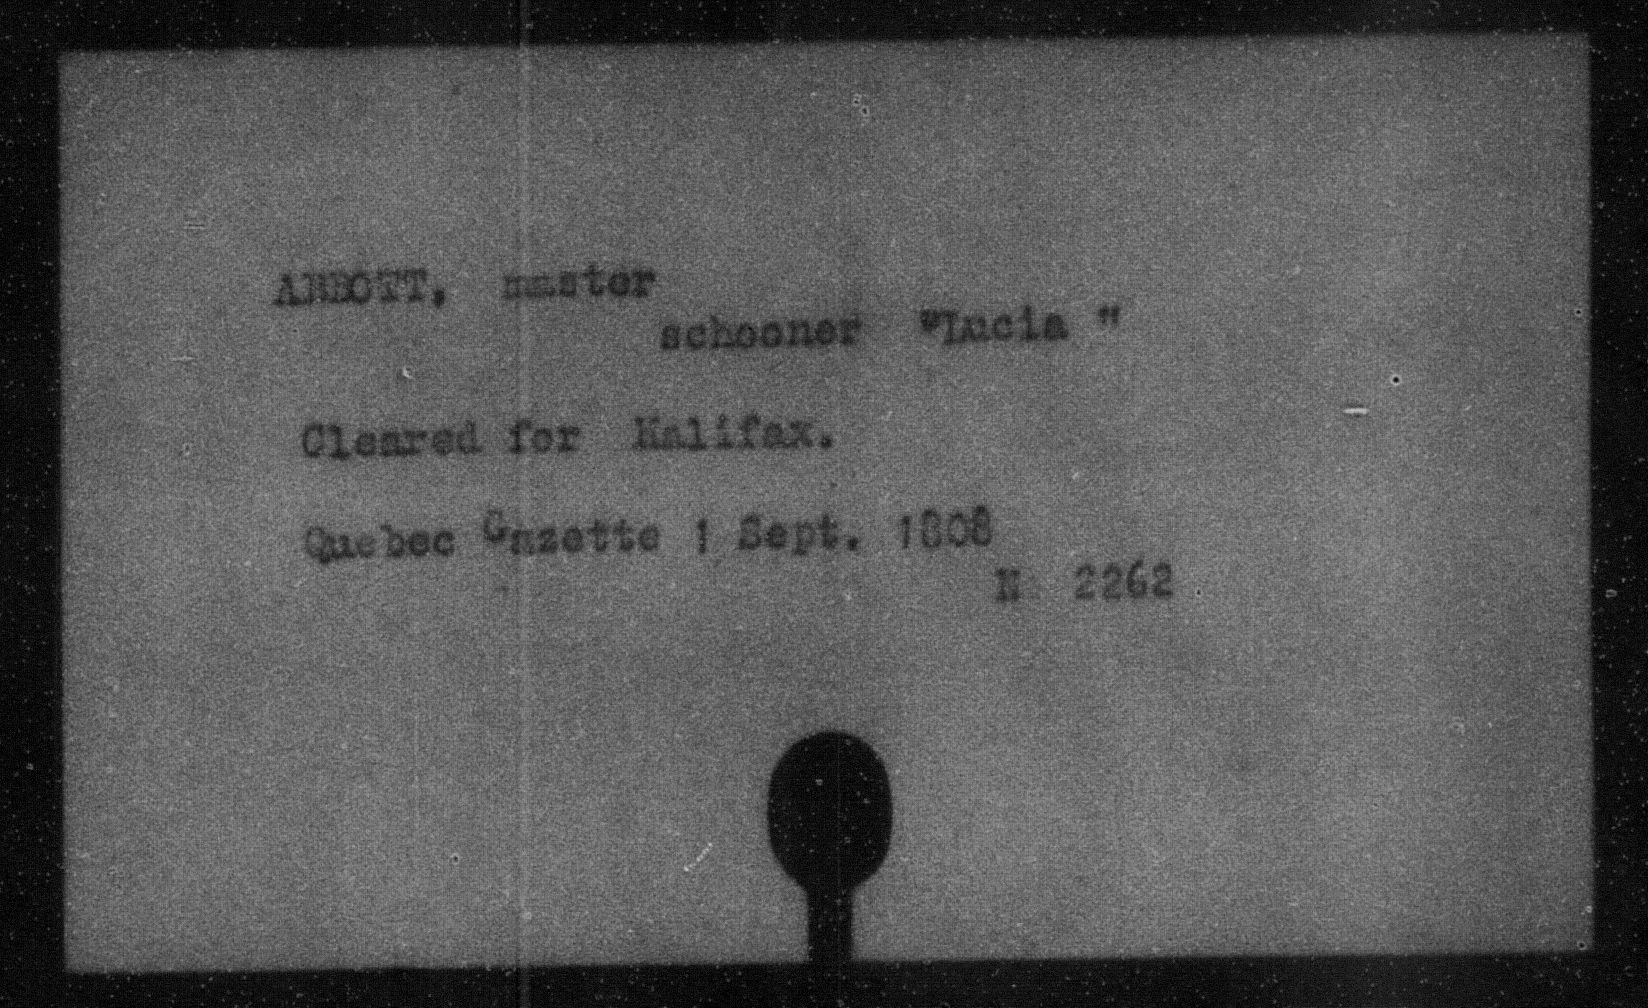 ABBOTT, master
schooner "Lucia "
Cleared for Halifax.
Quebec Gazette 1 Sept. 1808
N 2262